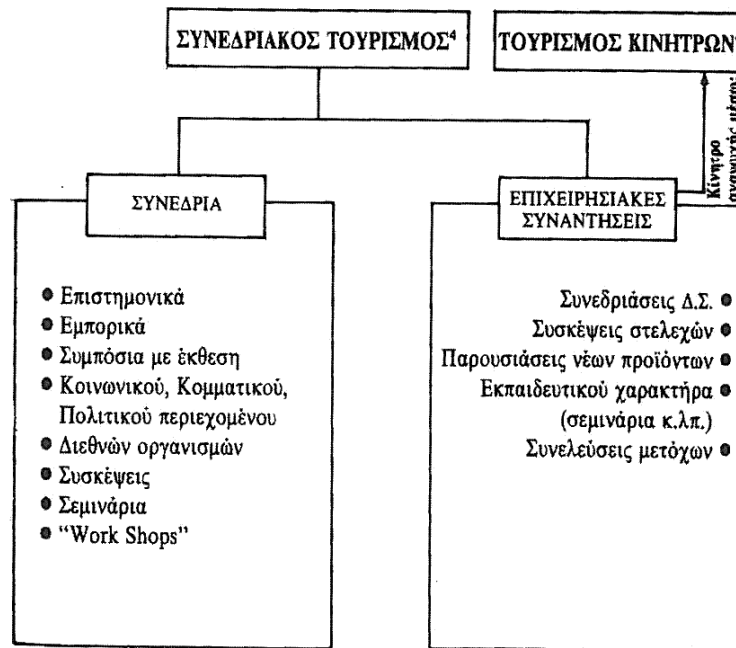 ΣΥΝΕΔΡΙΑΚΟΣ ΤΟΥΡΙΣΜΟΣ⁴
ΤΟΥΡΙΣΜΟΣ ΚΙΝΗΤΡΩΝ
Κίνητρο
ΣΥΝΕΔΡΙΑ
● Επιστημονικά
● Εμπορικά
● Συμπόσια με έκθεση
● Κοινωνικού, Κομματικού,
Πολιτικού περιεχομένου
● Διεθνών οργανισμών
● Συσκέψεις
● Σεμινάρια
● “Work Shops”
ΕΠΙΧΕΙΡΗΣΙΑΚΕΣ
ΣΥΝΑΝΤΗΣΕΙΣ
Συνεδριάσεις Δ.Σ. ●
Συσκέψεις στελεχών ●
Παρουσιάσεις νέων προϊόντων ●
Εκπαιδευτικού χαρακτήρα ●
(σεμινάρια κ.λπ.)
Συνελεύσεις μετόχων ●